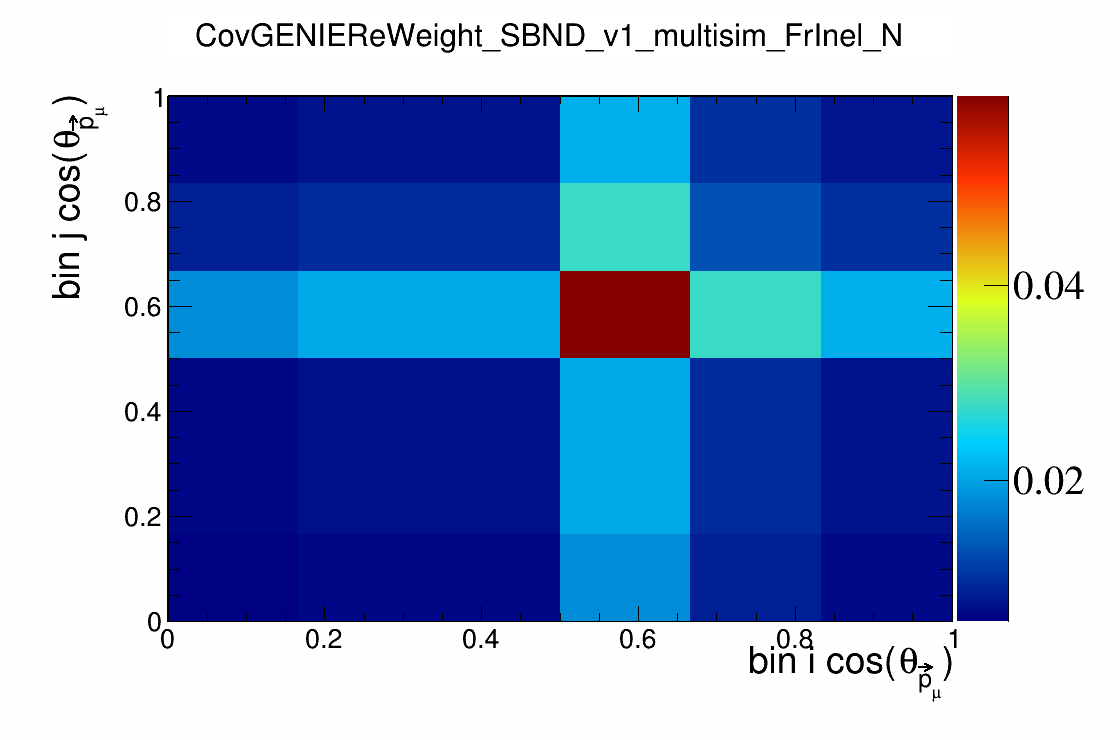 CovGENIEReWeight_SBND_v1_multisim_FrInel_N
bin j cos(θp⃗μ)
1
0.8
0.6
0.4
0.2
0
0 0.2 0.4 0.6 0.8 1
bin i cos(θp⃗μ)
0.04
0.02